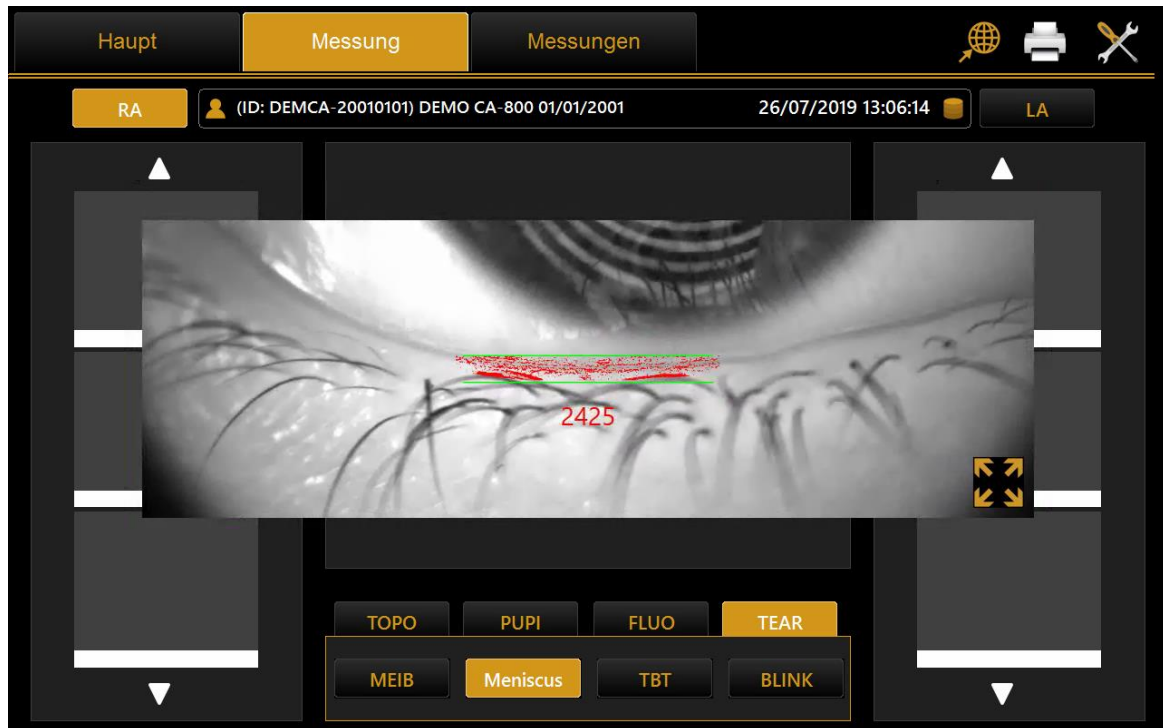 Haupt Messung Messungen
RA (ID: DEMCA-20010101) DEMO CA-800 01/01/2001 26/07/2019 13:06:14 LA
2425
TOPO PUPI FLUO TEAR
MEIB Meniscus TBT BLINK